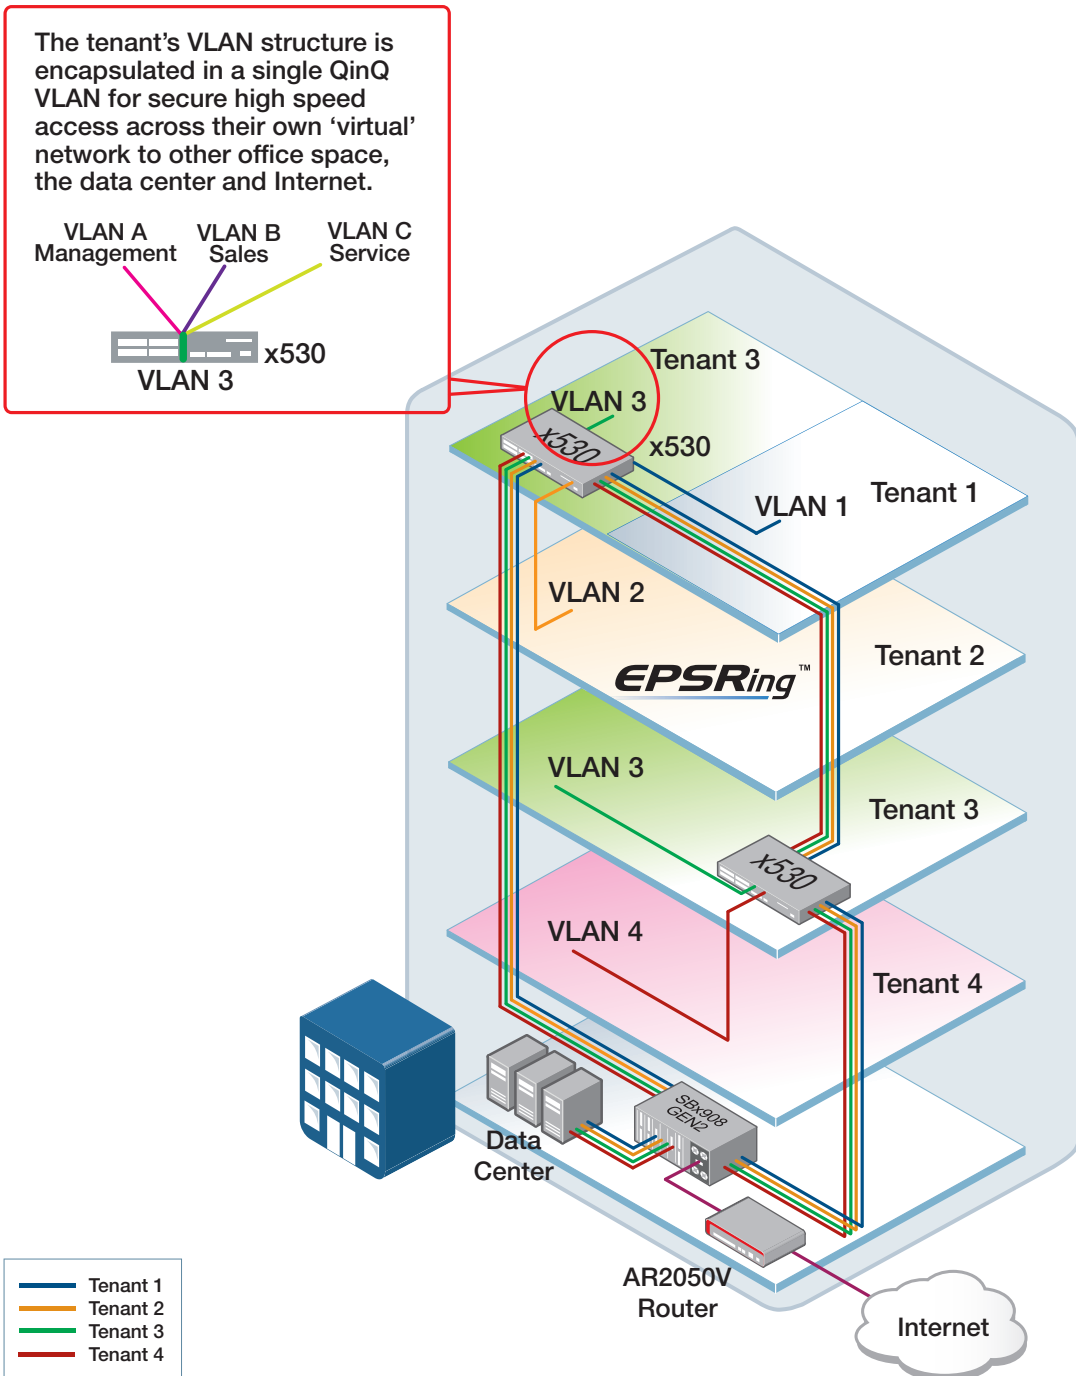 The tenant’s VLAN structure is
encapsulated in a single QinQ
VLAN for secure high speed
access across their own ‘virtual’
network to other office space,
the data center and Internet.
VLAN A
Management
VLAN B
Sales
VLAN C
Service
x530
VLAN 3
Tenant 3
VLAN 3
x530
x530
Tenant 1
VLAN 1
VLAN 2
Tenant 2
EPSRing™
VLAN 3
Tenant 3
x530
VLAN 4
Tenant 4
SBx908
GEN2
Data
Center
AR2050V
Router
Internet
Tenant 1
Tenant 2
Tenant 3
Tenant 4